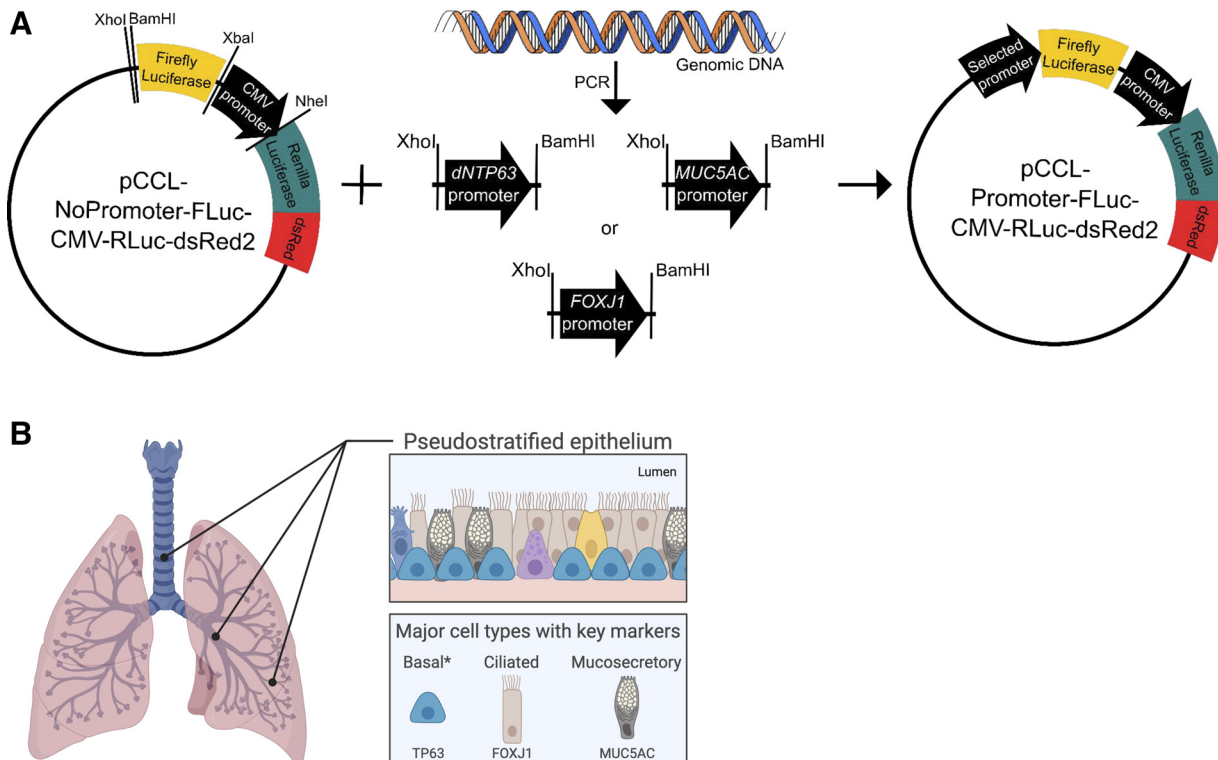 A
XhoI BamHI
XbaI
Firefly
Luciferase
CMV
promoter
NheI
Renilla
Luciferase
dsRed
pCCL-
NoPromoter-FLuc-
CMV-RLuc-dsRed2
Genomic DNA
PCR
XhoI
BamHI
dNTP63
promoter
XhoI
BamHI
MUC5AC
promoter
or
XhoI
BamHI
FOXJ1
promoter
Selected
promoter
Firefly
Luciferase
CMV
promoter
Renilla
Luciferase
dsRed
pCCL-
Promoter-FLuc-
CMV-RLuc-dsRed2
B
Pseudostratified epithelium
Lumen
Major cell types with key markers
Basal* Ciliated Mucosecretory
TP63 FOXJ1 MUC5AC